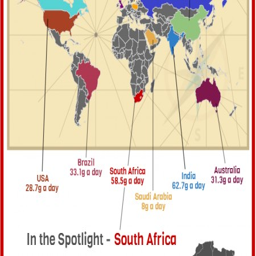 Brazil
33.1g a day
South Africa
58.5g a day
Australia
31.3g a day
USA
28.7g a day
India
62.7g a day
Saudi Arabia
8g a day
In the Spotlight - South Africa